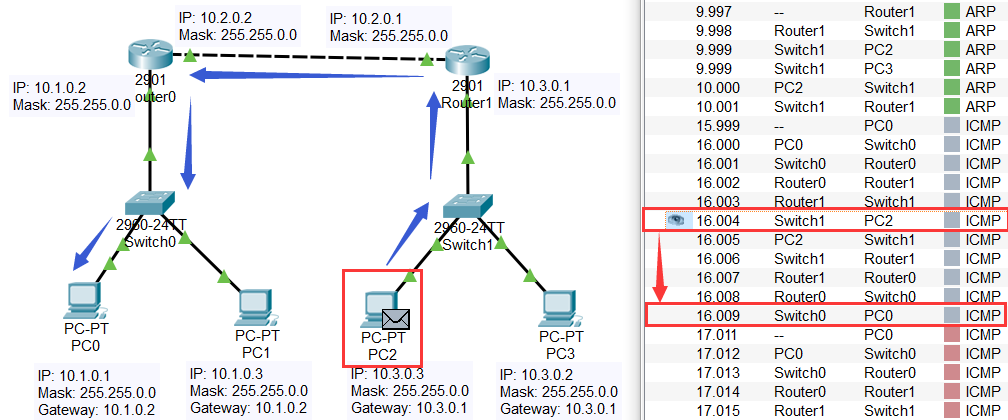 IP: 10.2.0.2
Mask: 255.255.0.0
IP: 10.2.0.1
Mask: 255.255.0.0
IP: 10.1.0.2
Mask: 255.255.0.0
2901
outer0
2901
Router1
IP: 10.3.0.1
Mask: 255.255.0.0
2960-24TT
Switch0
2960-24TT
Switch1
PC-PT
PC0
PC-PT
PC1
PC-PT
PC2
PC-PT
PC3
IP: 10.1.0.1
Mask: 255.255.0.0
Gateway: 10.1.0.2
IP: 10.1.0.3
Mask: 255.255.0.0
Gateway: 10.1.0.2
IP: 10.3.0.3
Mask: 255.255.0.0
Gateway: 10.3.0.1
IP: 10.3.0.2
Mask: 255.255.0.0
Gateway: 10.3.0.1
9.997 -- Router1 ARP
9.998 Router1 Switch1 ARP
9.999 Switch1 PC2 ARP
9.999 Switch1 PC3 ARP
10.000 PC2 Switch1 ARP
10.001 Switch1 Router1 ARP
15.999 -- PC0 ICMP
16.000 PC0 Switch0 ICMP
16.001 Switch0 Router0 ICMP
16.002 Router0 Router1 ICMP
16.003 Router1 Switch1 ICMP
16.004 Switch1 PC2 ICMP
16.005 PC2 Switch1 ICMP
16.006 Switch1 Router1 ICMP
16.007 Router1 Router0 ICMP
16.008 Router0 Switch0 ICMP
16.009 Switch0 PC0 ICMP
17.011 -- PC0 ICMP
17.012 PC0 Switch0 ICMP
17.013 Switch0 Router0 ICMP
17.014 Router0 Router1 ICMP
17.015 Router1 Switch1 ICMP